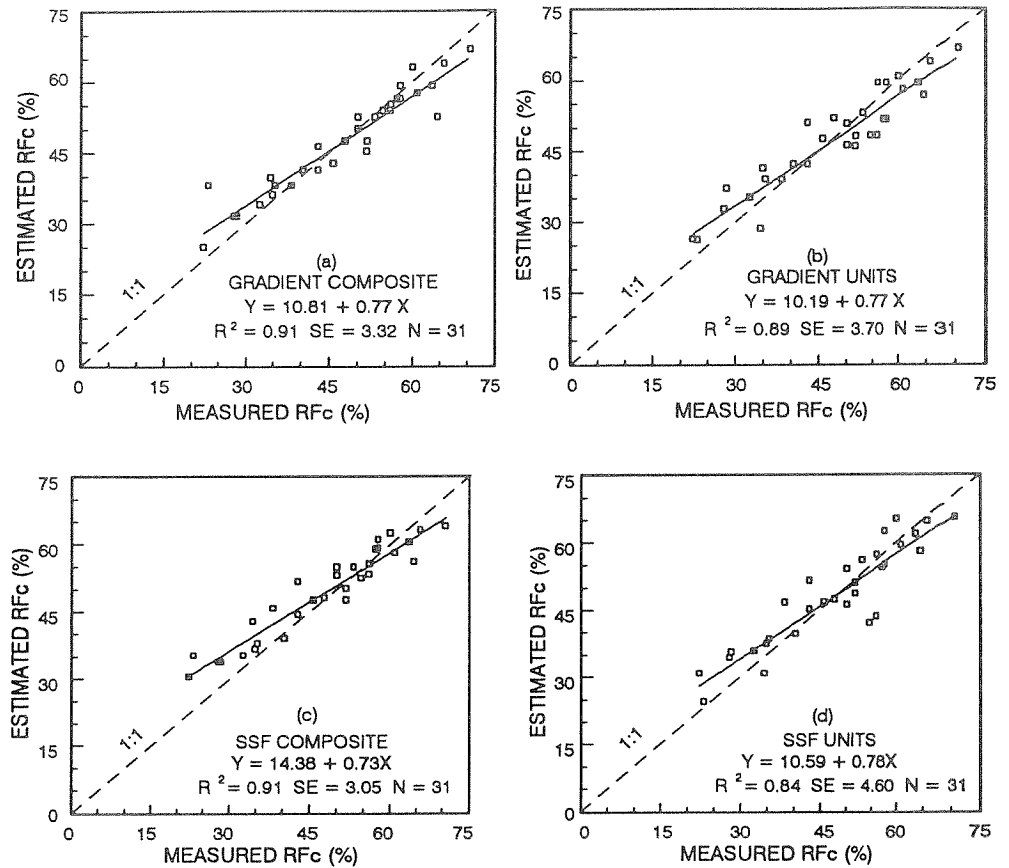 75
60
45
30
15
0
ESTIMATED RFc (%)
1:1
(a)
GRADIENT COMPOSITE
Y = 10.81 + 0.77 X
R² = 0.91 SE = 3.32 N = 31
0 15 30 45 60 75
MEASURED RFc (%)
75
60
45
30
15
0
ESTIMATED RFc (%)
1:1
(b)
GRADIENT UNITS
Y = 10.19 + 0.77 X
R² = 0.89 SE = 3.70 N = 31
0 15 30 45 60 75
MEASURED RFc (%)
75
60
45
30
15
0
ESTIMATED RFc (%)
1:1
(c)
SSF COMPOSITE
Y = 14.38 + 0.73X
R² = 0.91 SE = 3.05 N = 31
0 15 30 45 60 75
MEASURED RFc (%)
75
60
45
30
15
0
ESTIMATED RFc (%)
1:1
(d)
SSF UNITS
Y = 10.59 + 0.78X
R² = 0.84 SE = 4.60 N = 31
0 15 30 45 60 75
MEASURED RFc (%)